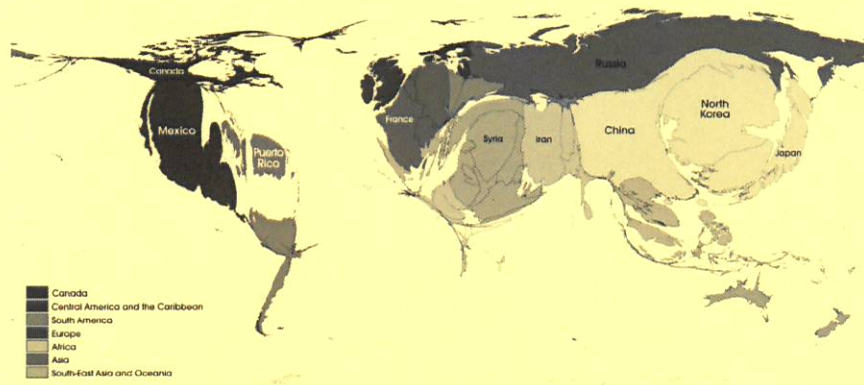 Canada
Russia
Mexico
France
North
Korea
China
Syria
Iran
Puerto
Rico
Japan
Canada
Central America and the Caribbean
South America
Europe
Africa
Asia
South-East Asia and Oceania